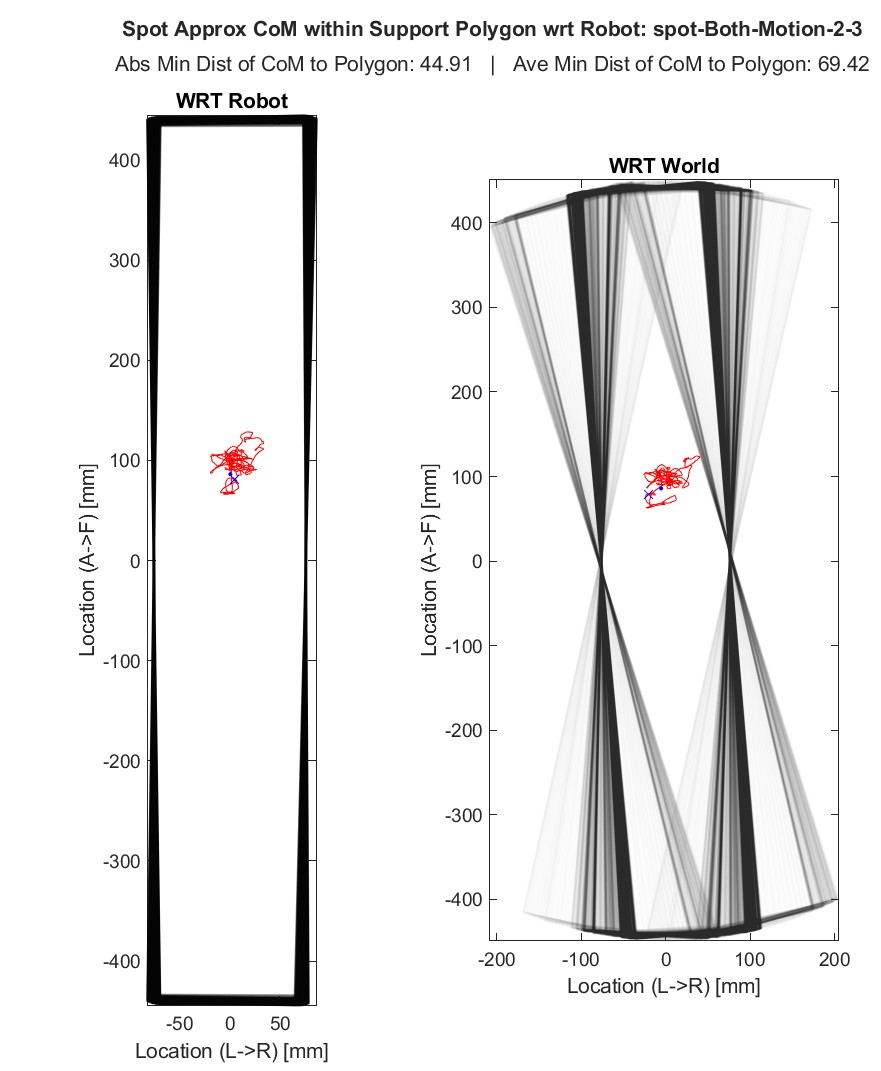 Spot Approx CoM within Support Polygon wrt Robot: spot-Both-Motion-2-3
Abs Min Dist of CoM to Polygon: 44.91 | Ave Min Dist of CoM to Polygon: 69.42
WRT Robot
400
300
200
100
0
-100
-200
-300
-400
Location (A->F) [mm]
-50 0 50
Location (L->R) [mm]
WRT World
400
300
200
100
0
-100
-200
-300
-400
Location (A->F) [mm]
-200 -100 0 100 200
Location (L->R) [mm]